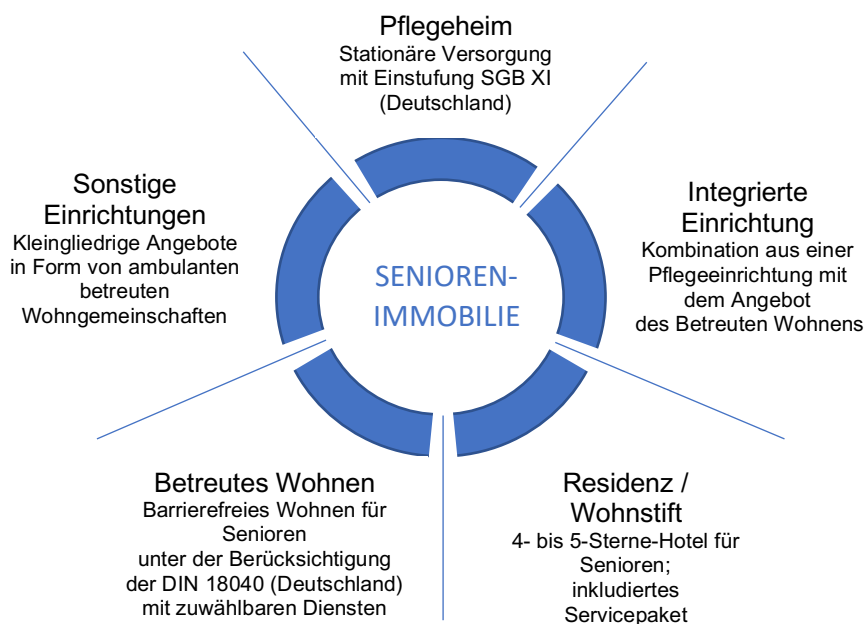 Pflegeheim
Stationäre Versorgung
mit Einstufung SGB XI
(Deutschland)
Sonstige
Einrichtungen
Kleingliedrige Angebote
in Form von ambulanten
betreuten
Wohngemeinschaften
SENIOREN-
IMMOBILIE
Integrierte
Einrichtung
Kombination aus einer
Pflegeeinrichtung mit
dem Angebot
des Betreuten Wohnens
Betreutes Wohnen
Barrierefreies Wohnen für
Senioren
unter der Berücksichtigung
der DIN 18040 (Deutschland)
mit zuwählbaren Diensten
Residenz /
Wohnstift
4- bis 5-Sterne-Hotel für
Senioren;
inkludiertes
Servicepaket